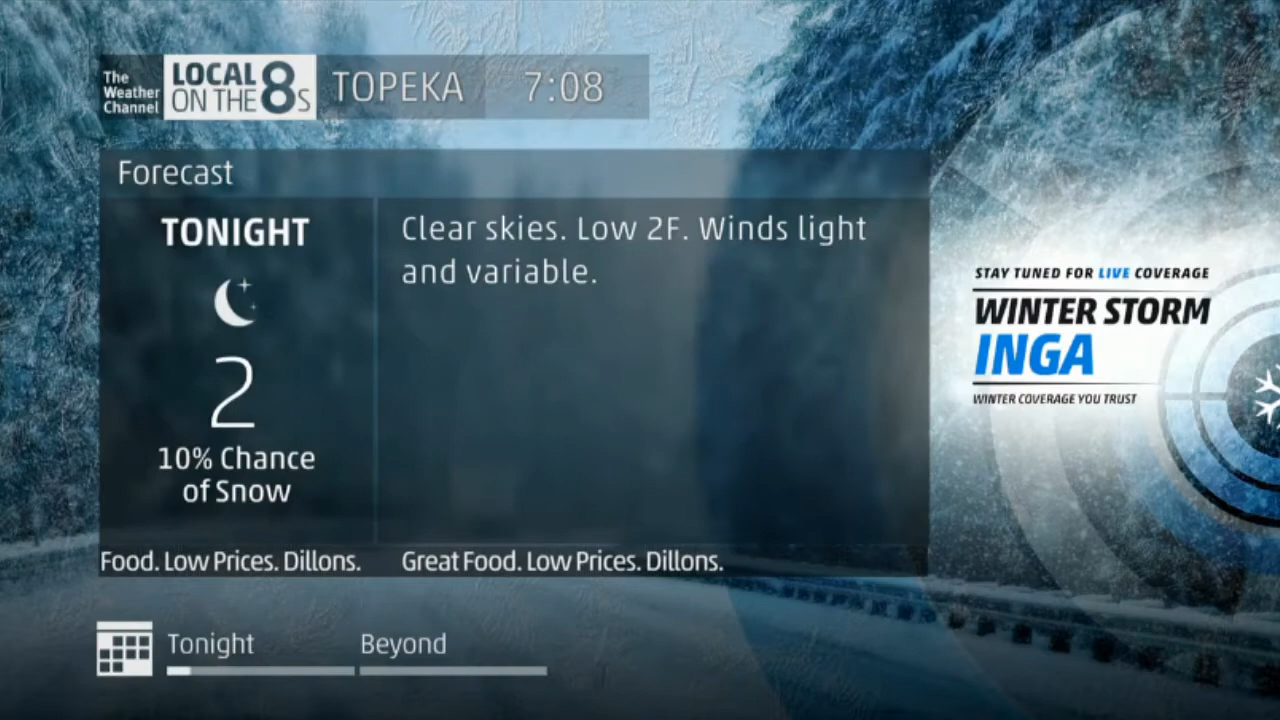 The
Weather
Channel
LOCAL
ON THE 8s
TOPEKA 7:08
Forecast
TONIGHT
2
10% Chance
of Snow
Clear skies. Low 2F. Winds light
and variable.
Food. Low Prices. Dillons. Great Food. Low Prices. Dillons.
Tonight Beyond
STAY TUNED FOR LIVE COVERAGE
WINTER STORM
INGA
WINTER COVERAGE YOU TRUST